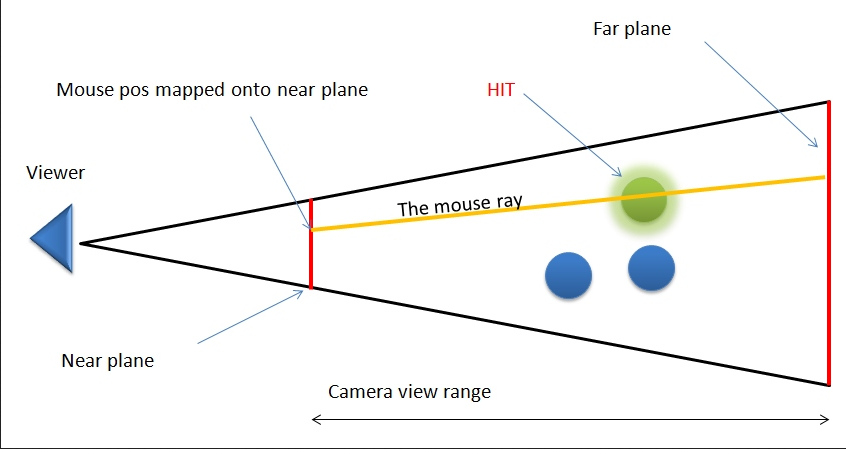 Far plane
Mouse pos mapped onto near plane
HIT
Viewer
The mouse ray
Near plane
Camera view range